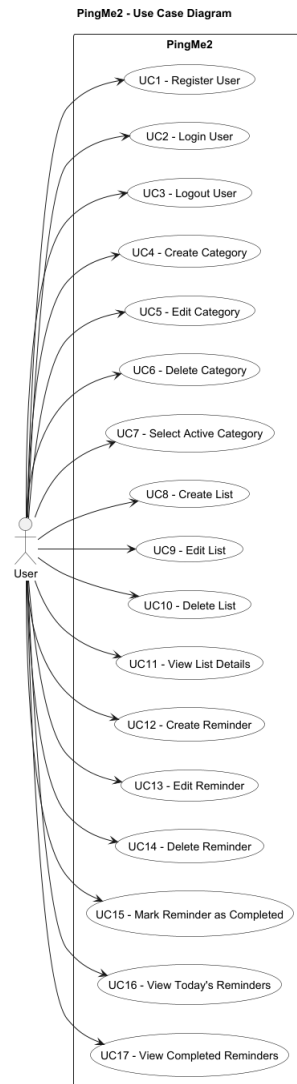 PingMe2 - Use Case Diagram
PingMe2
UC1 - Register User
UC2 - Login User
UC3 - Logout User
UC4 - Create Category
UC5 - Edit Category
UC6 - Delete Category
UC7 - Select Active Category
UC8 - Create List
UC9 - Edit List
User
UC10 - Delete List
UC11 - View List Details
UC12 - Create Reminder
UC13 - Edit Reminder
UC14 - Delete Reminder
UC15 - Mark Reminder as Completed
UC16 - View Today's Reminders
UC17 - View Completed Reminders